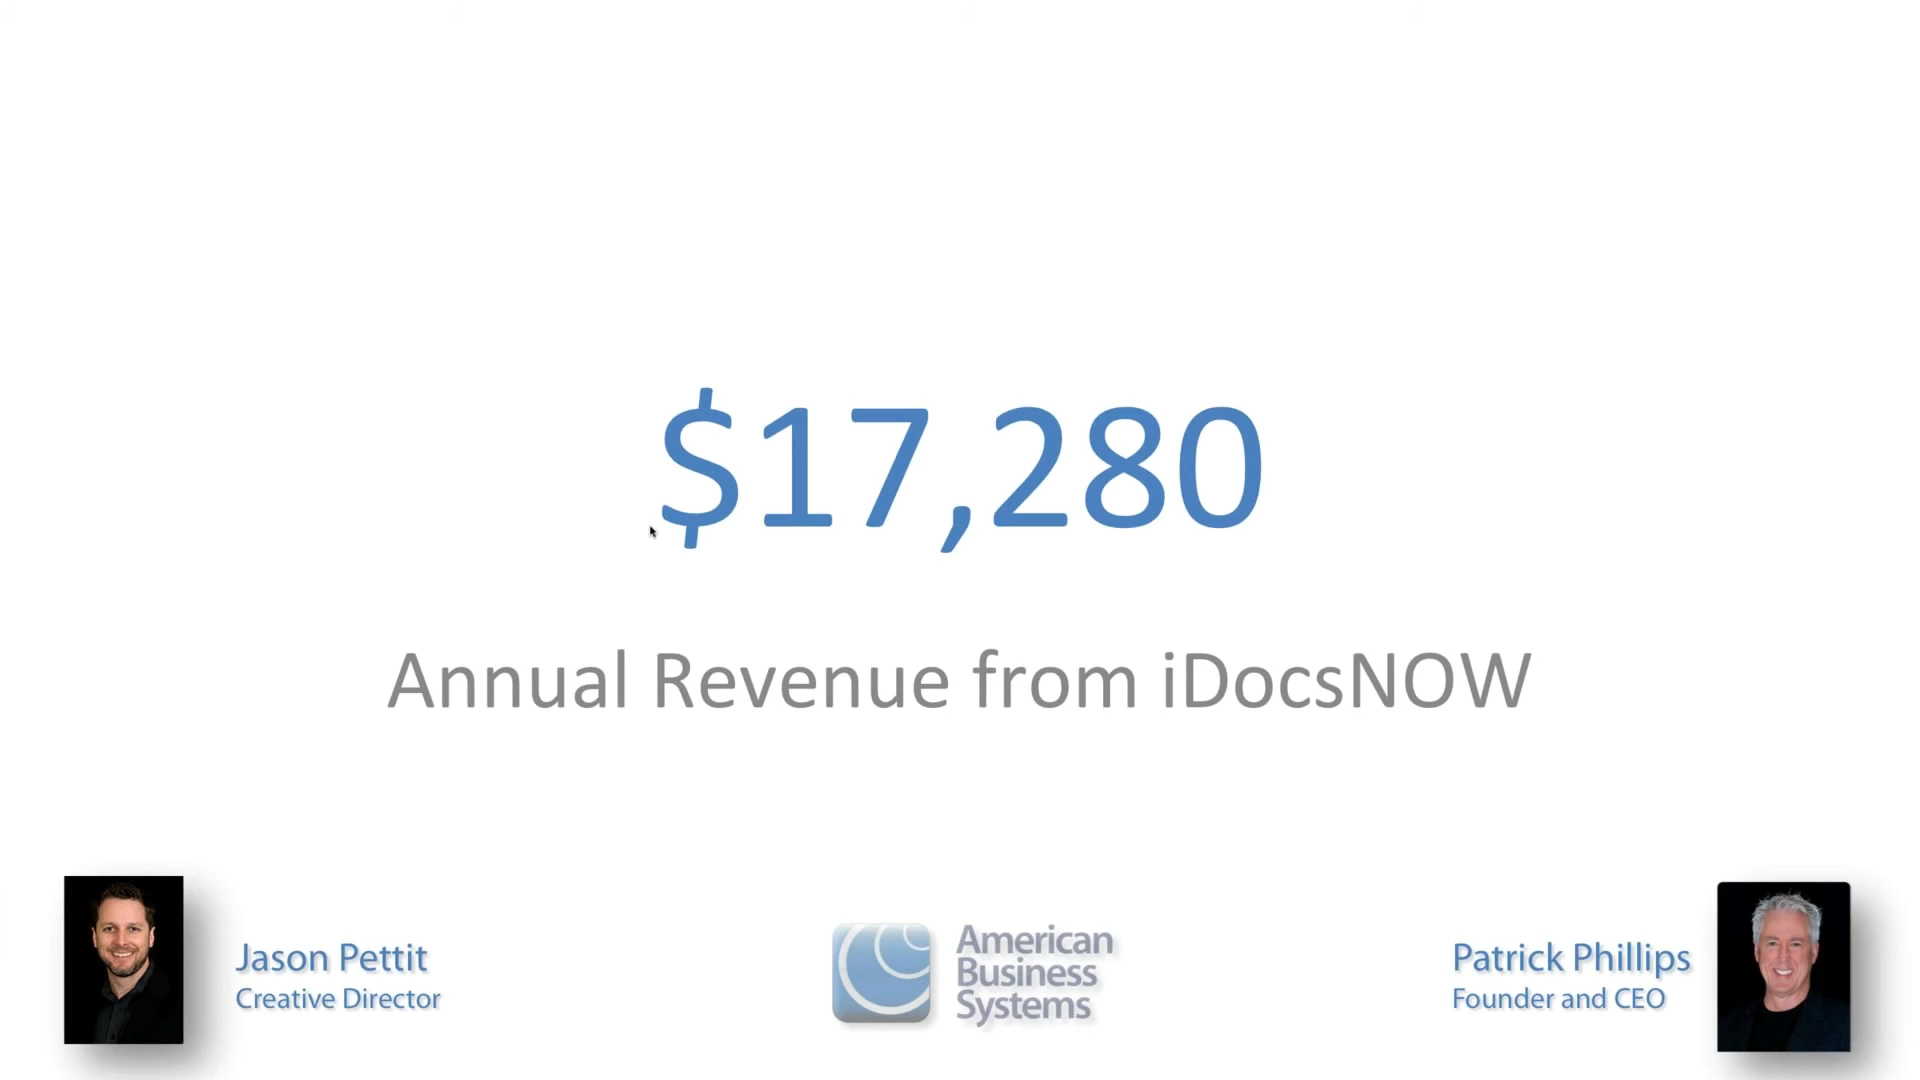 $17,280
Annual Revenue from iDocsNOW
Jason Pettit
Creative Director
American
Business
Systems
Patrick Phillips
Founder and CEO